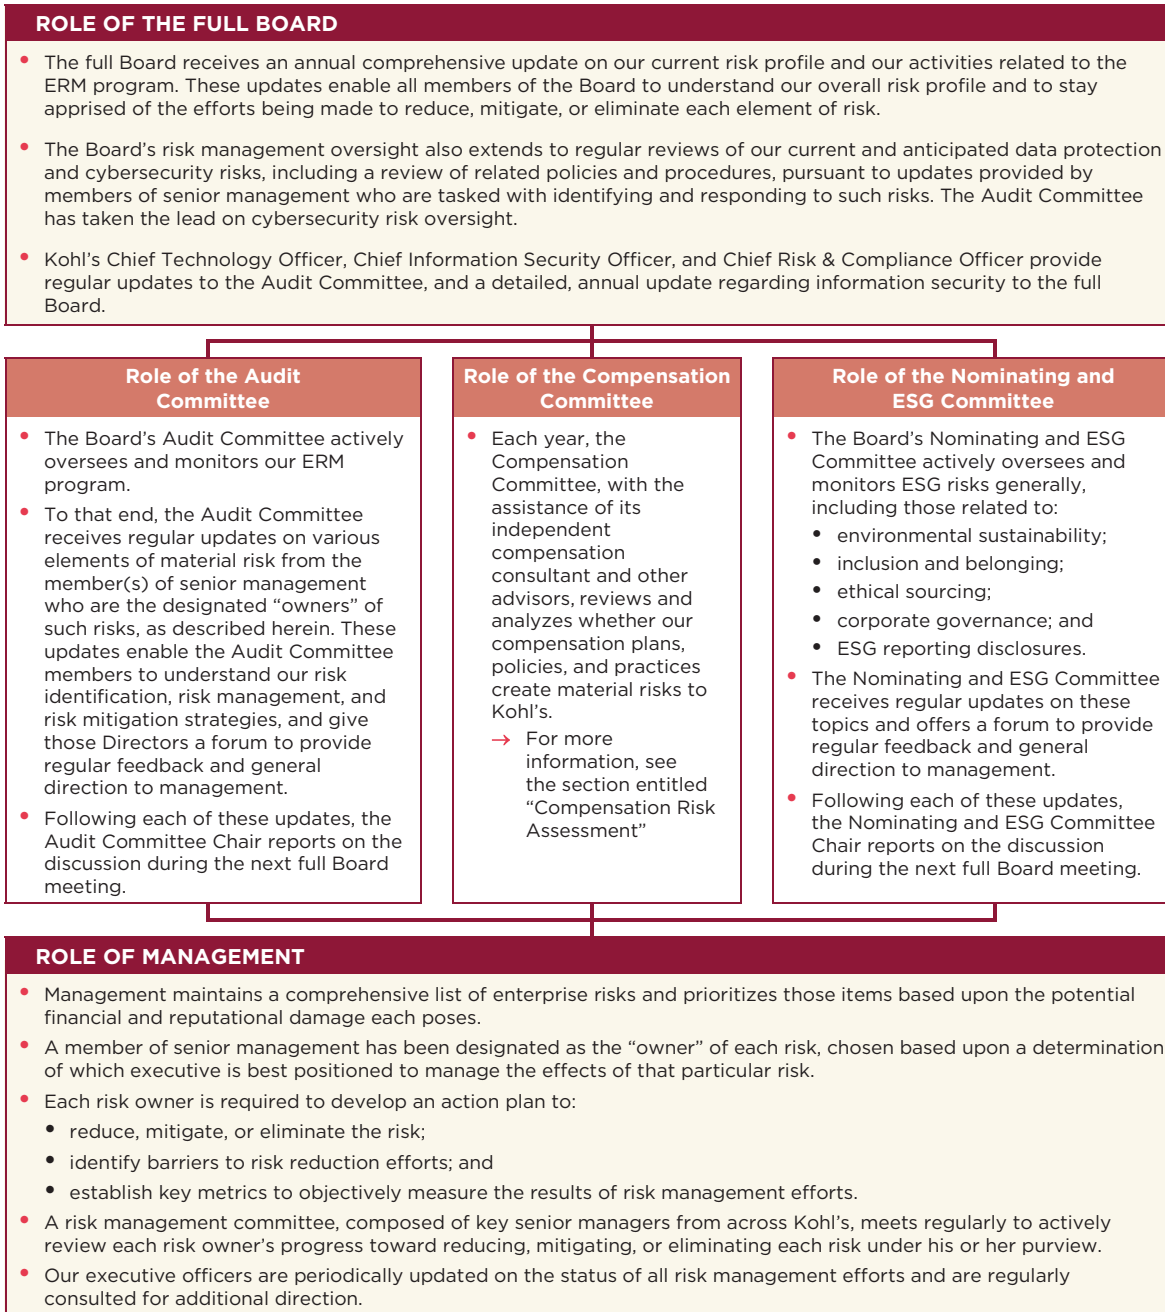 ROLE OF THE FULL BOARD
• The full Board receives an annual comprehensive update on our current risk profile and our activities related to the
ERM program. These updates enable all members of the Board to understand our overall risk profile and to stay
apprised of the efforts being made to reduce, mitigate, or eliminate each element of risk.
• The Board’s risk management oversight also extends to regular reviews of our current and anticipated data protection
and cybersecurity risks, including a review of related policies and procedures, pursuant to updates provided by
members of senior management who are tasked with identifying and responding to such risks. The Audit Committee
has taken the lead on cybersecurity risk oversight.
• Kohl’s Chief Technology Officer, Chief Information Security Officer, and Chief Risk & Compliance Officer provide
regular updates to the Audit Committee, and a detailed, annual update regarding information security to the full
Board.
Role of the Audit
Committee
• The Board’s Audit Committee actively
oversees and monitors our ERM
program.
• To that end, the Audit Committee
receives regular updates on various
elements of material risk from the
member(s) of senior management
who are the designated “owners” of
such risks, as described herein. These
updates enable the Audit Committee
members to understand our risk
identification, risk management, and
risk mitigation strategies, and give
those Directors a forum to provide
regular feedback and general
direction to management.
• Following each of these updates, the
Audit Committee Chair reports on the
discussion during the next full Board
meeting.
Role of the Compensation
Committee
• Each year, the
Compensation
Committee, with the
assistance of its
independent
compensation
consultant and other
advisors, reviews and
analyzes whether our
compensation plans,
policies, and practices
create material risks to
Kohl’s.
→ For more
information, see
the section entitled
“Compensation Risk
Assessment”
Role of the Nominating and
ESG Committee
• The Board’s Nominating and ESG
Committee actively oversees and
monitors ESG risks generally,
including those related to:
• environmental sustainability;
• inclusion and belonging;
• ethical sourcing;
• corporate governance; and
• ESG reporting disclosures.
• The Nominating and ESG Committee
receives regular updates on these
topics and offers a forum to provide
regular feedback and general
direction to management.
• Following each of these updates,
the Nominating and ESG Committee
Chair reports on the discussion
during the next full Board meeting.
ROLE OF MANAGEMENT
• Management maintains a comprehensive list of enterprise risks and prioritizes those items based upon the potential
financial and reputational damage each poses.
• A member of senior management has been designated as the “owner” of each risk, chosen based upon a determination
of which executive is best positioned to manage the effects of that particular risk.
• Each risk owner is required to develop an action plan to:
• reduce, mitigate, or eliminate the risk;
• identify barriers to risk reduction efforts; and
• establish key metrics to objectively measure the results of risk management efforts.
• A risk management committee, composed of key senior managers from across Kohl’s, meets regularly to actively
review each risk owner’s progress toward reducing, mitigating, or eliminating each risk under his or her purview.
• Our executive officers are periodically updated on the status of all risk management efforts and are regularly
consulted for additional direction.